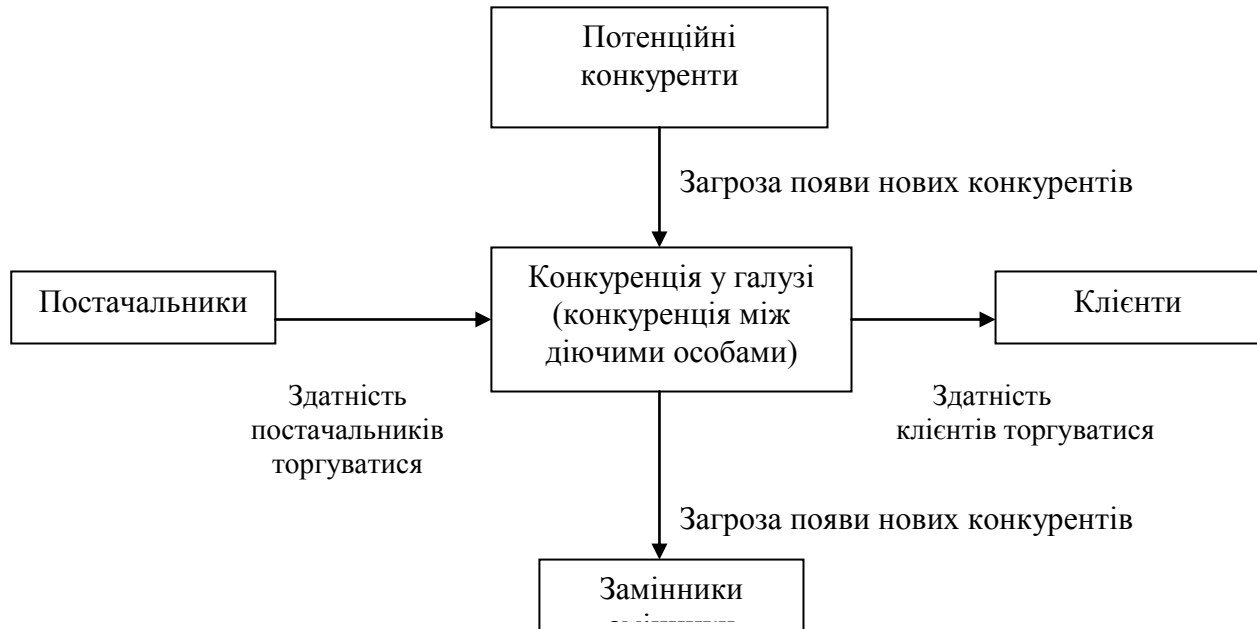 Потенційні
конкуренти
Загроза появи нових конкурентів
Постачальники
Конкуренція у галузі
(конкуренція між
діючими особами)
Клієнти
Здатність
постачальників
торгуватися
Здатність
клієнтів торгуватися
Загроза появи нових конкурентів
Замінники